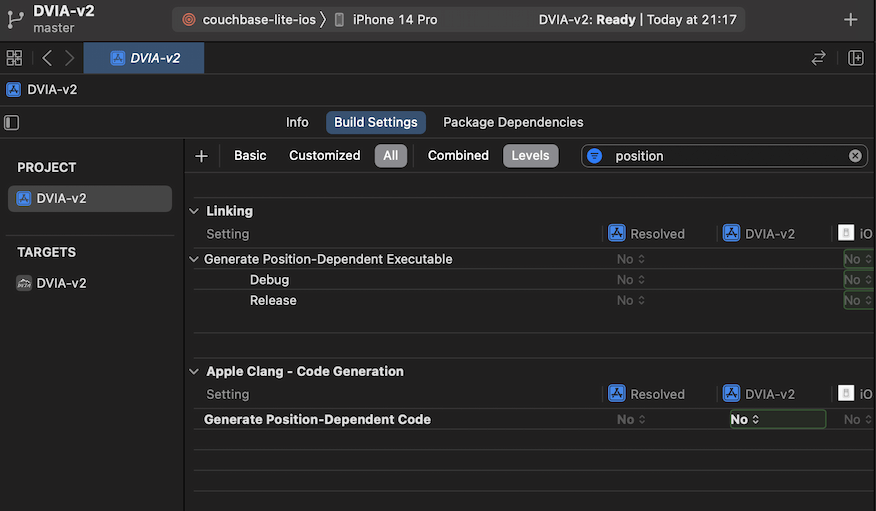 DVIA-v2
master
couchbase-lite-ios 〉 iPhone 14 Pro
DVIA-v2: Ready | Today at 21:17
DVIA-v2
DVIA-v2
Info Build Settings Package Dependencies
PROJECT
DVIA-v2
TARGETS
DVIA-v2
+ Basic Customized All Combined Levels position
Linking
Setting Resolved DVIA-v2 iO
Generate Position-Dependent Executable No No
Debug No No
Release No No
Apple Clang - Code Generation
Setting Resolved DVIA-v2 iO
Generate Position-Dependent Code No No No